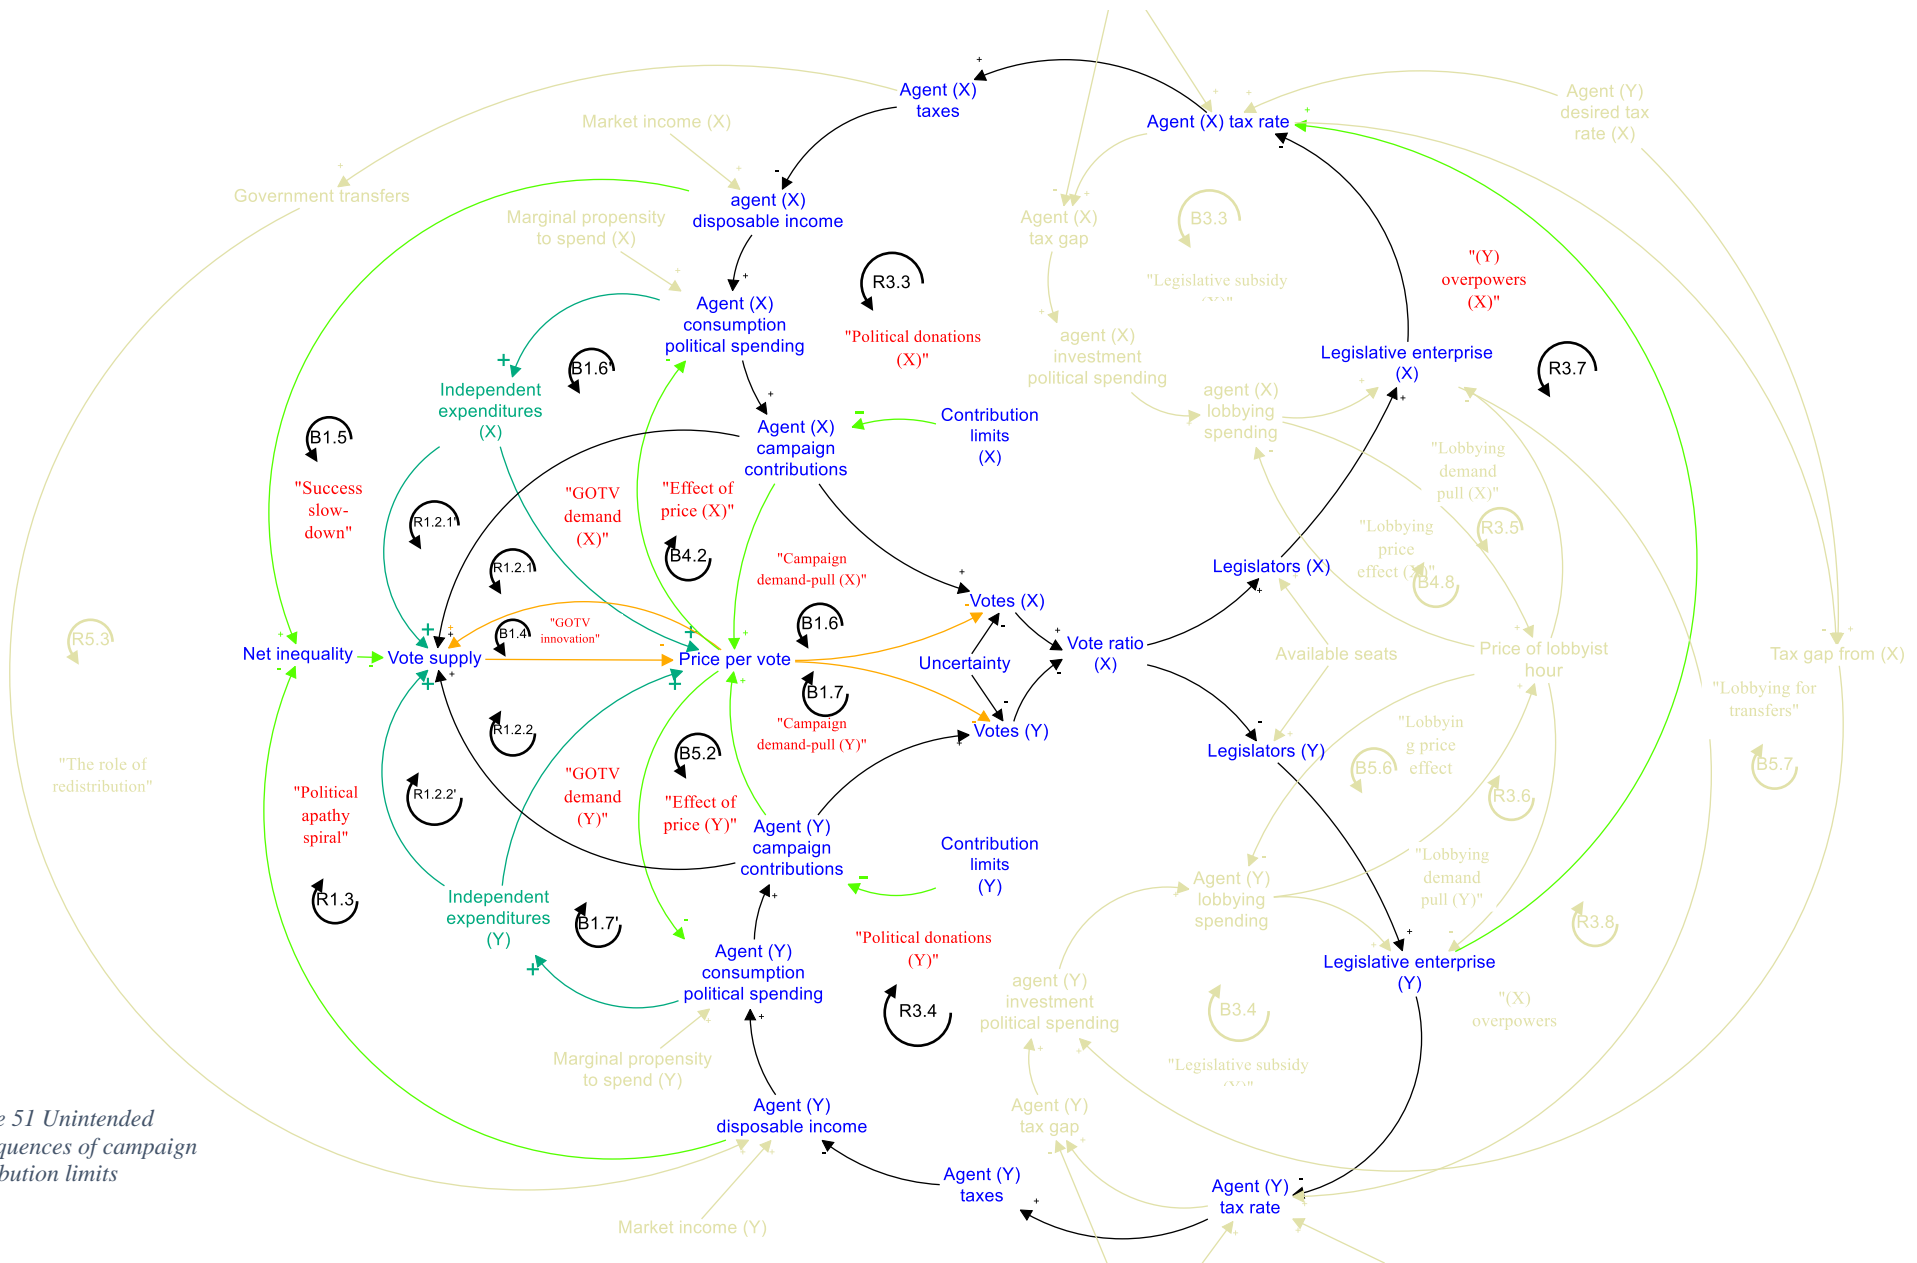 Agent (X)
taxes
Market income (X)
Agent (X) tax rate
Agent (Y)
desired tax
rate (X)
Government transfers
agent (X)
disposable income
Marginal propensity
to spend (X)
Agent (X)
tax gap
B3.3
"Legislative subsidy
R3.3
"Political donations
(X)"
"(Y)
overpowers
(X)"
Agent (X)
consumption
political spending
agent (X)
investment
political spending
Legislative enterprise
(X)
R3.7
B1.6'
Independent
expenditures
(X)
agent (X)
lobbying
spending
Contribution
limits
(X)
Agent (X)
campaign
contributions
B1.5
"Success
slow-
down"
R1.2.1'
R1.2.1
"GOTV
demand
(X)"
"Effect of
price (X)"
B4.2
"Campaign
demand-pull (X)"
"Lobbying
demand
pull (X)"
"Lobbying
price
effect (X)"
R3.5
B4.8
Legislators (X)
Votes (X)
B1.6
R5.3
Net inequality
Vote supply
B1.4
"GOTV
innovation"
Price per vote
Uncertainty
Vote ratio
(X)
Available seats
Price of lobbyist
hour
Tax gap from (X)
B1.7
"Campaign
demand-pull (Y)"
Votes (Y)
Legislators (Y)
"Lobbying for
transfers"
"Lobbyin
g price
effect
B5.6
R3.6
B5.7
"The role of
redistribution"
R1.2.2
R1.2.2'
"Political
apathy
spiral"
"GOTV
demand
(Y)"
B5.2
"Effect of
price (Y)"
Agent (Y)
campaign
contributions
Contribution
limits
(Y)
"Lobbying
demand
pull (Y)"
Agent (Y)
lobbying
spending
R1.3
Independent
expenditures
(Y)
B1.7'
R3.8
Agent (Y)
consumption
political spending
"Political donations
(Y)"
R3.4
agent (Y)
investment
political spending
Legislative enterprise
(Y)
"(X)
overpowers
B3.4
"Legislative subsidy
Marginal propensity
to spend (Y)
Agent (Y)
disposable income
Agent (Y)
tax gap
e 51 Unintended
quences of campaign
bution limits
Agent (Y)
taxes
Agent (Y)
tax rate
Market income (Y)